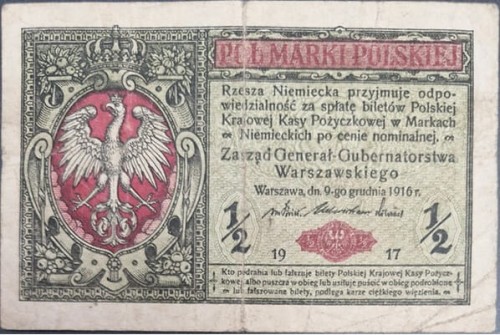 PÓŁ MARKI POLSKIEJ
Rzesza Niemiecka przyjmuje odpo-
wiedzialność za spłatę biletów Polskiej
Krajowej Kasy Pożyczkowej w Markach
Niemieckich po cenie nominalnej.
Zarząd Generał-Gubernatorstwa
Warszawskiego
Warszawa, dn. 9-go grudnia 1916 r.
1/2 1/2
19 17
Kto podrabia lub fałszuje bilety Polskiej Krajowej Kasy Pożycz-
kowej albo puszcza w obieg lub usiłuje puścić w obieg podrobione
lub fałszowane bilety, podlega karze ciężkiego więzienia.